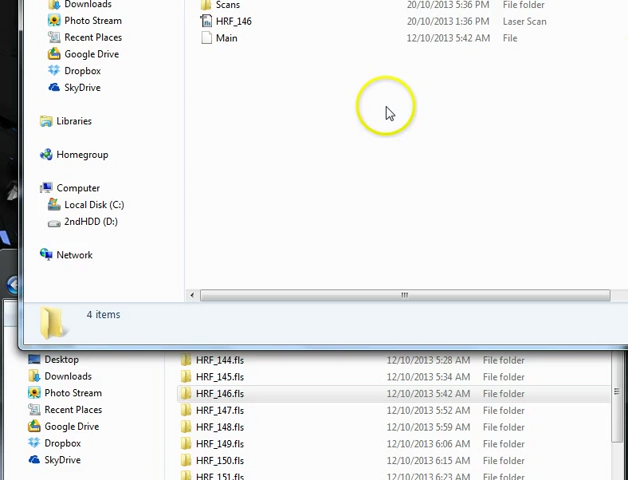 Downloads Scans 20/10/2013 5:36 PM File folder
Photo Stream HRF_146 20/10/2013 1:36 PM Laser Scan
Recent Places Main 12/10/2013 5:42 AM File
Google Drive
Dropbox
SkyDrive
Libraries
Homegroup
Computer
Local Disk (C:)
2ndHDD (D:)
Network
4 items
Desktop HRF_144.fls 12/10/2013 5:28 AM File folder
Downloads HRF_145.fls 12/10/2013 5:34 AM File folder
Photo Stream HRF_146.fls 12/10/2013 5:42 AM File folder
Recent Places HRF_147.fls 12/10/2013 5:52 AM File folder
Google Drive HRF_148.fls 12/10/2013 5:59 AM File folder
Dropbox HRF_149.fls 12/10/2013 6:06 AM File folder
SkyDrive HRF_150.fls 12/10/2013 6:15 AM File folder
HRF_151.fls 12/10/2013 6:23 AM File folder